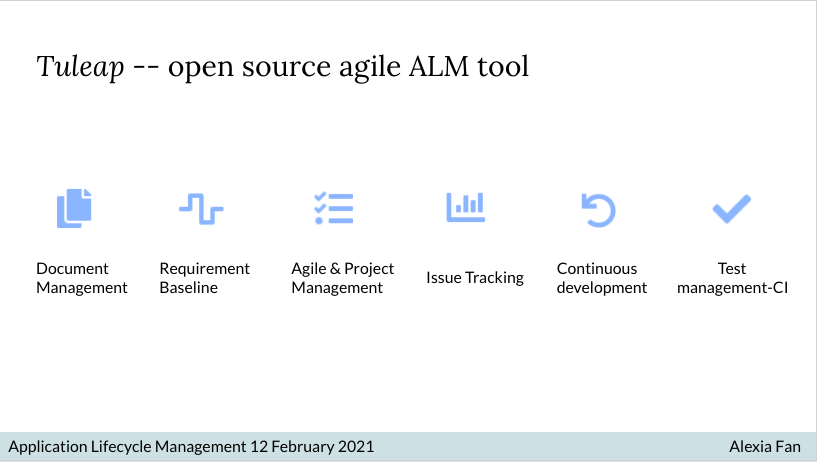 Tuleap -- open source agile ALM tool
Document
Management
Requirement
Baseline
Agile & Project
Management
Issue Tracking
Continuous
development
Test
management-CI
Application Lifecycle Management 12 February 2021
Alexia Fan